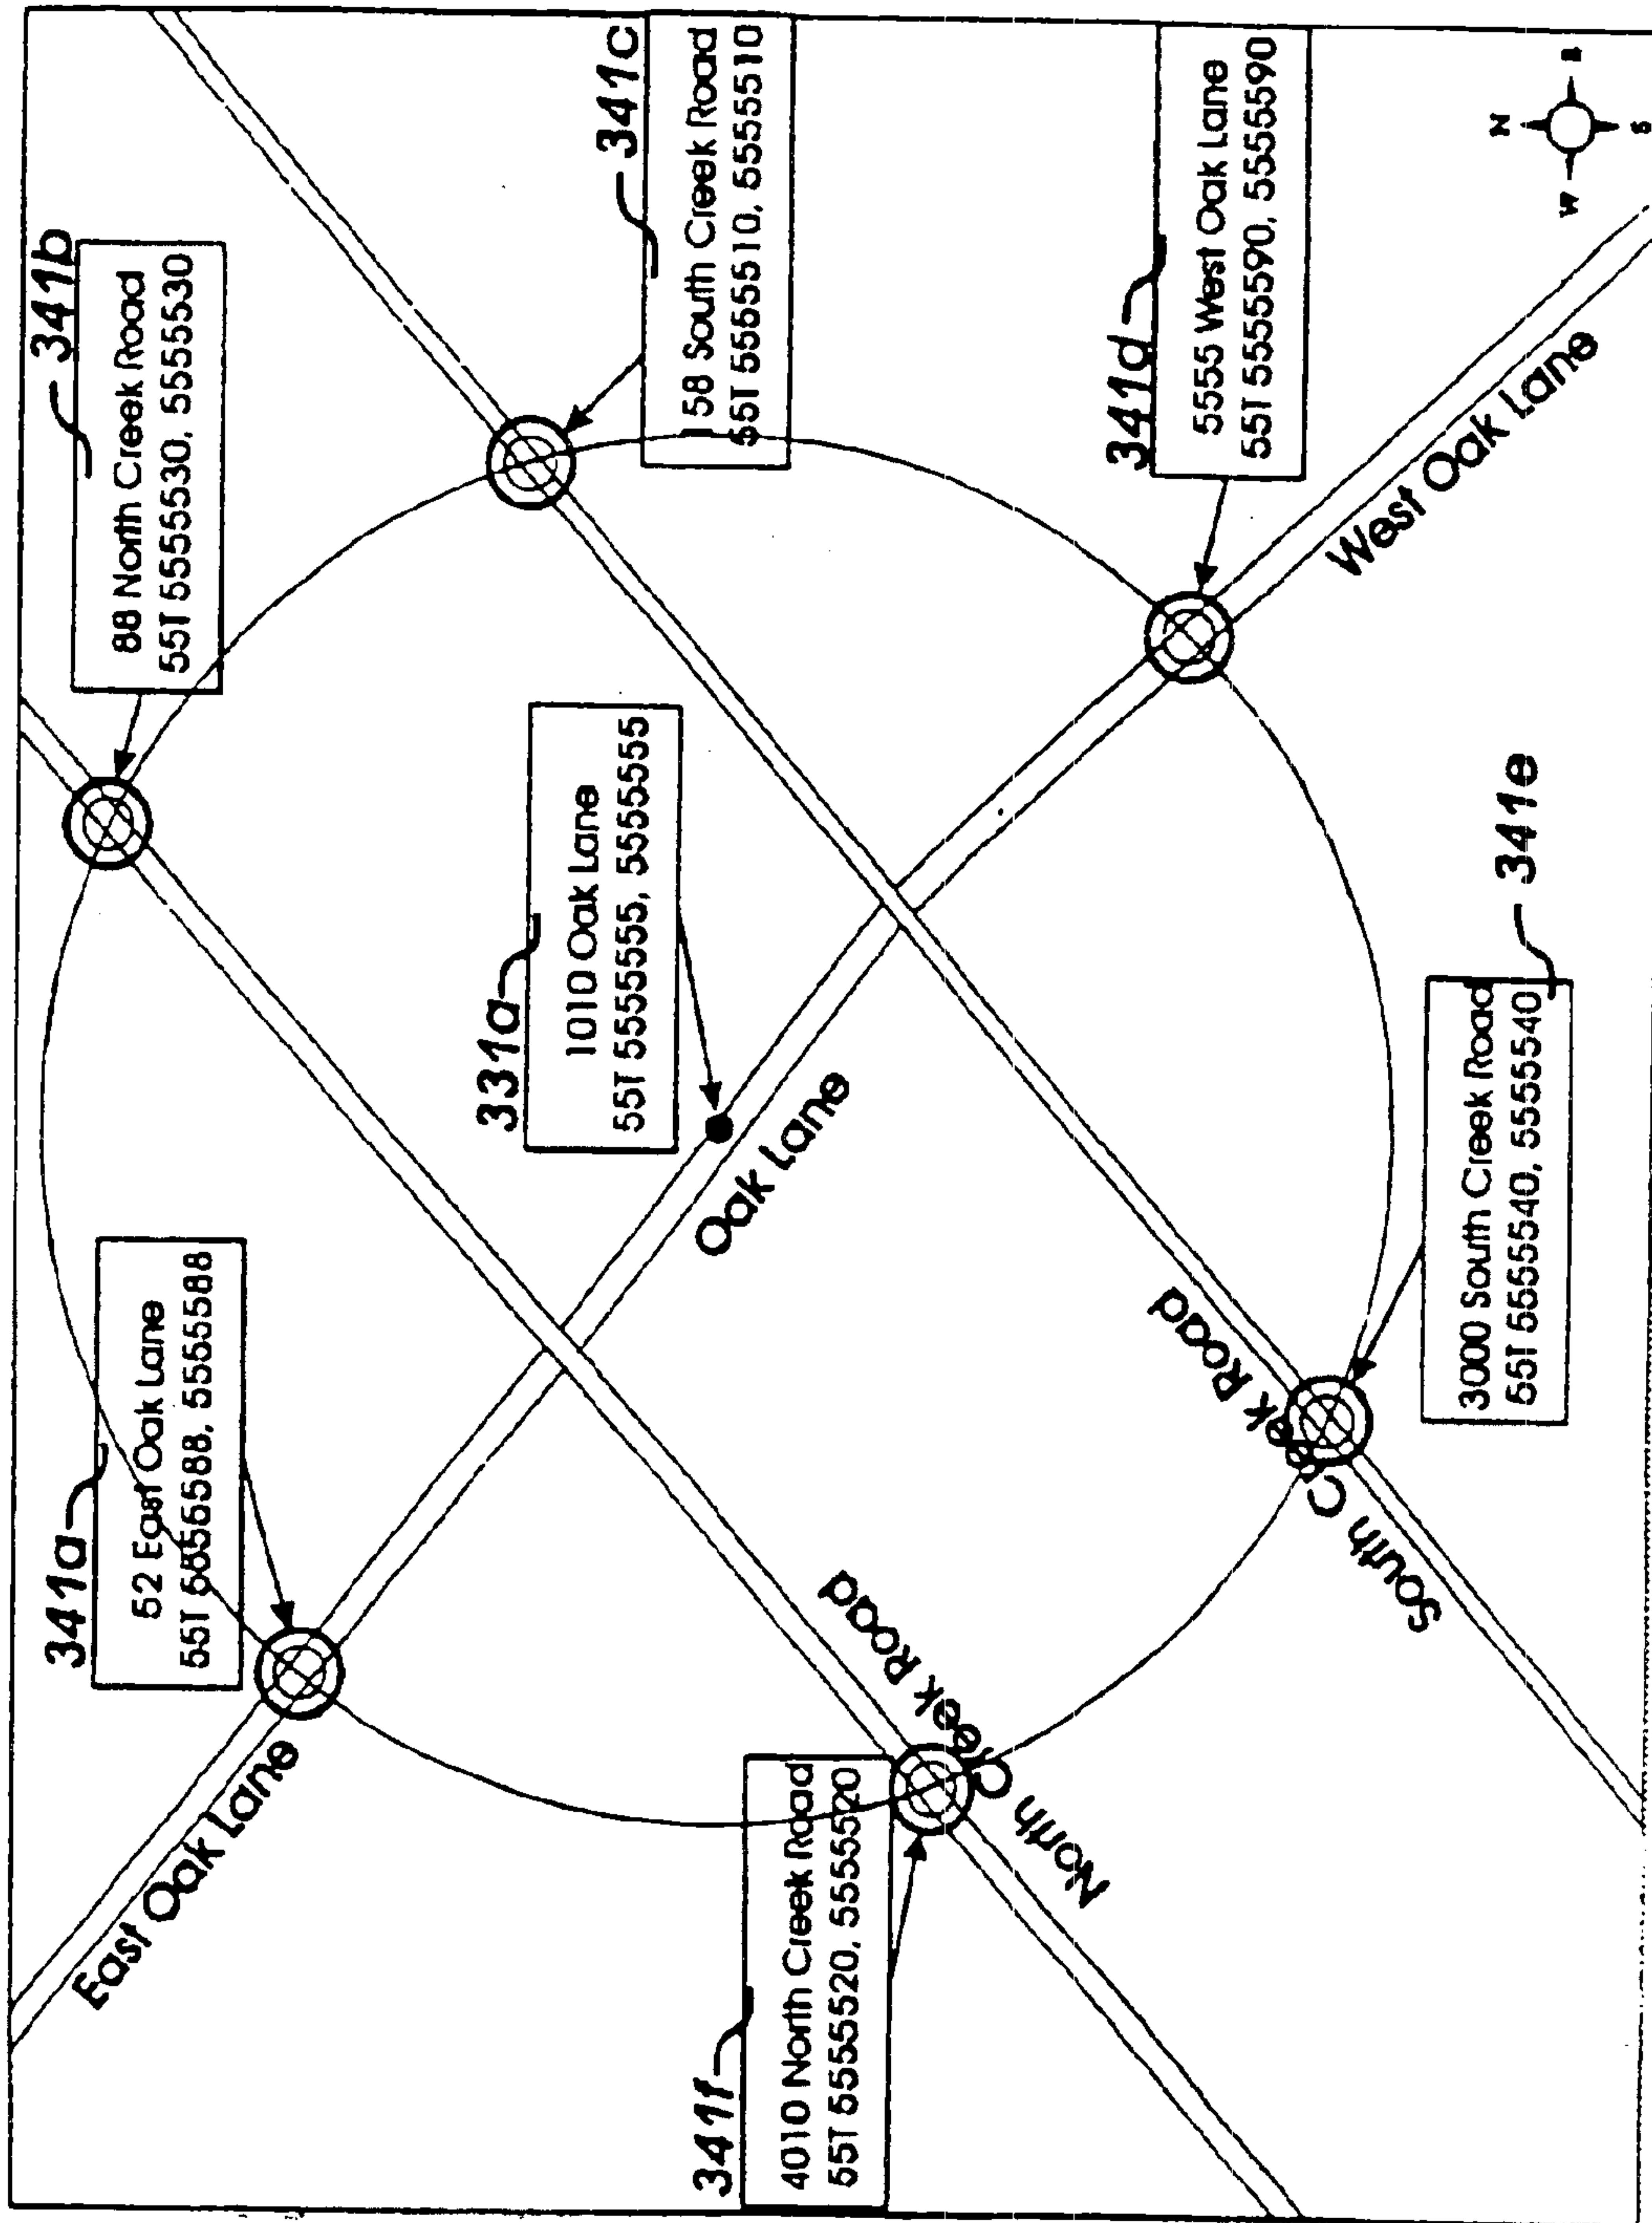 341a
52 East Oak Lane
55T 5555588, 5555588
341b
88 North Creek Road
55T 5555530, 5555530
East Oak Lane
331a
1010 Oak Lane
55T 5555555, 5555555
341c
158 South Creek Road
55T 5555510, 5555510
341f
4010 North Creek Road
55T 5555520, 5555520
Oak Lane
North Creek Road
341d
5555 West Oak Lane
55T 5555590, 5555590
South Creek Road
West Oak Lane
341e
3000 South Creek Road
55T 5555540, 5555540
N
W E
S